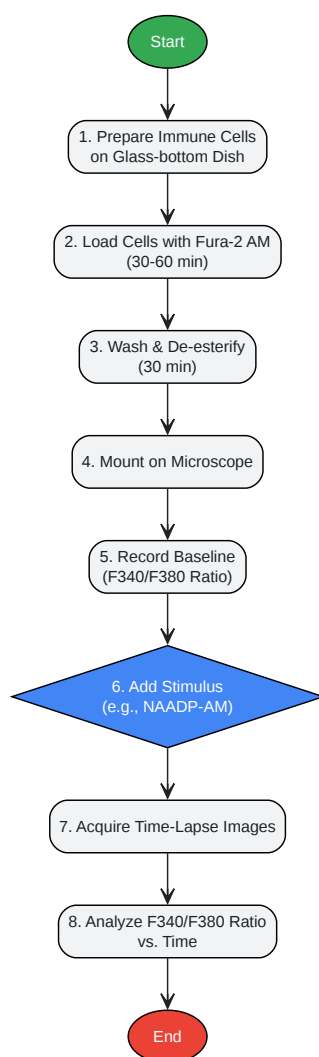 Start
1. Prepare Immune Cells
on Glass-bottom Dish
2. Load Cells with Fura-2 AM
(30-60 min)
3. Wash & De-esterify
(30 min)
4. Mount on Microscope
5. Record Baseline
(F340/F380 Ratio)
6. Add Stimulus
(e.g., NAADP-AM)
7. Acquire Time-Lapse Images
8. Analyze F340/F380 Ratio
vs. Time
End